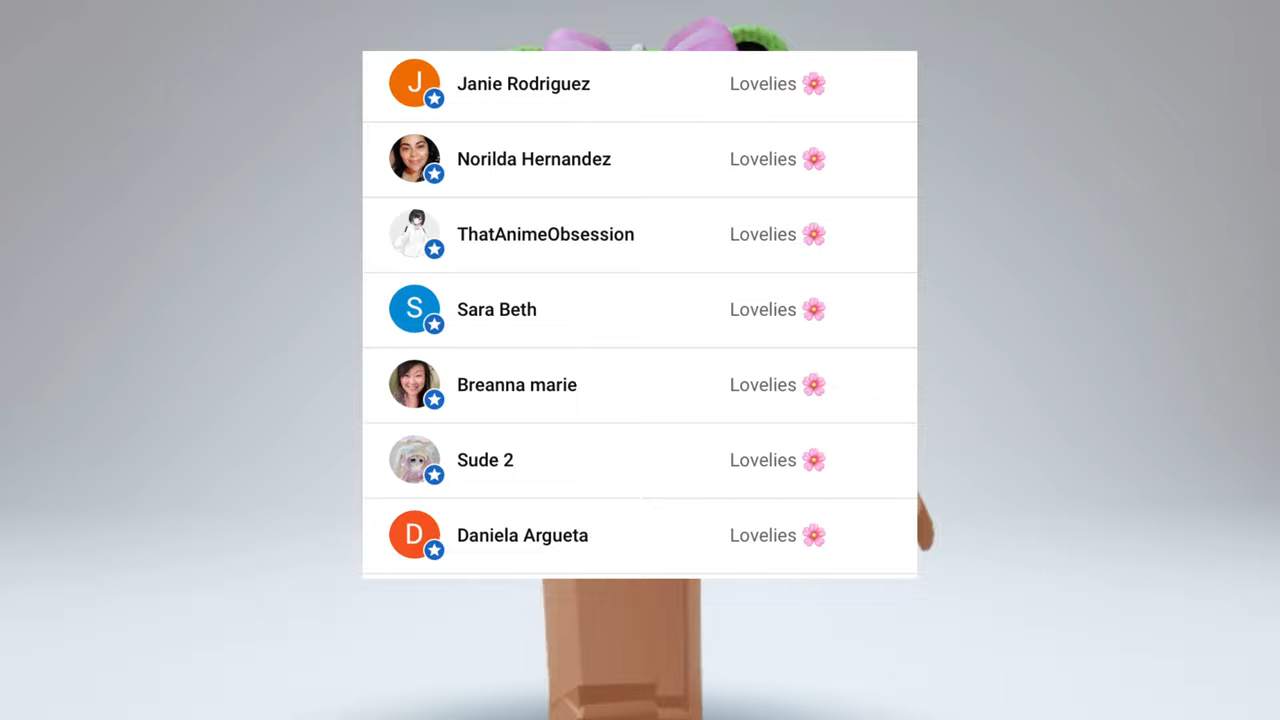 J Janie Rodriguez Lovelies 🌸
Norilda Hernandez Lovelies 🌸
ThatAnimeObsession Lovelies 🌸
S Sara Beth Lovelies 🌸
Breanna marie Lovelies 🌸
Sude 2 Lovelies 🌸
D Daniela Argueta Lovelies 🌸